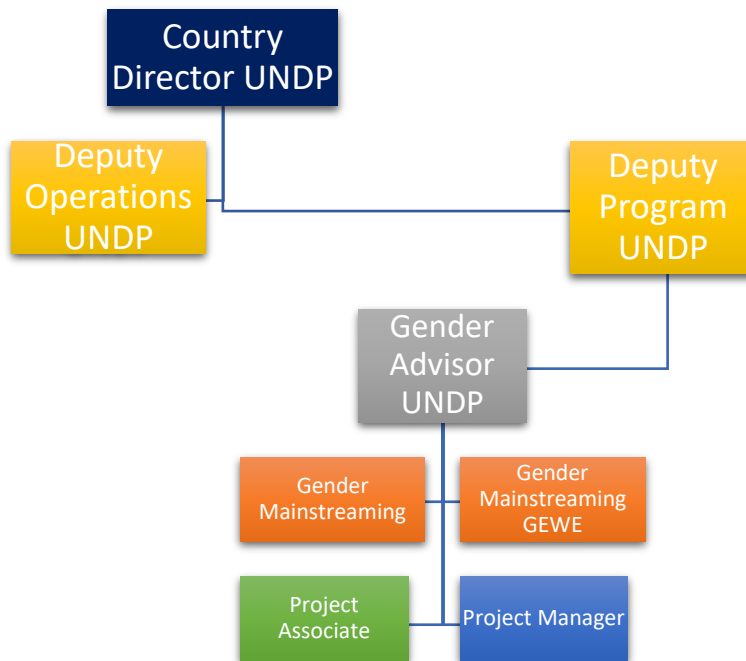 Country
Director UNDP
Deputy
Operations
UNDP
Deputy
Program
UNDP
Gender
Advisor
UNDP
Gender
Mainstreaming
Gender
Mainstreaming
GEWE
Project
Associate
Project Manager